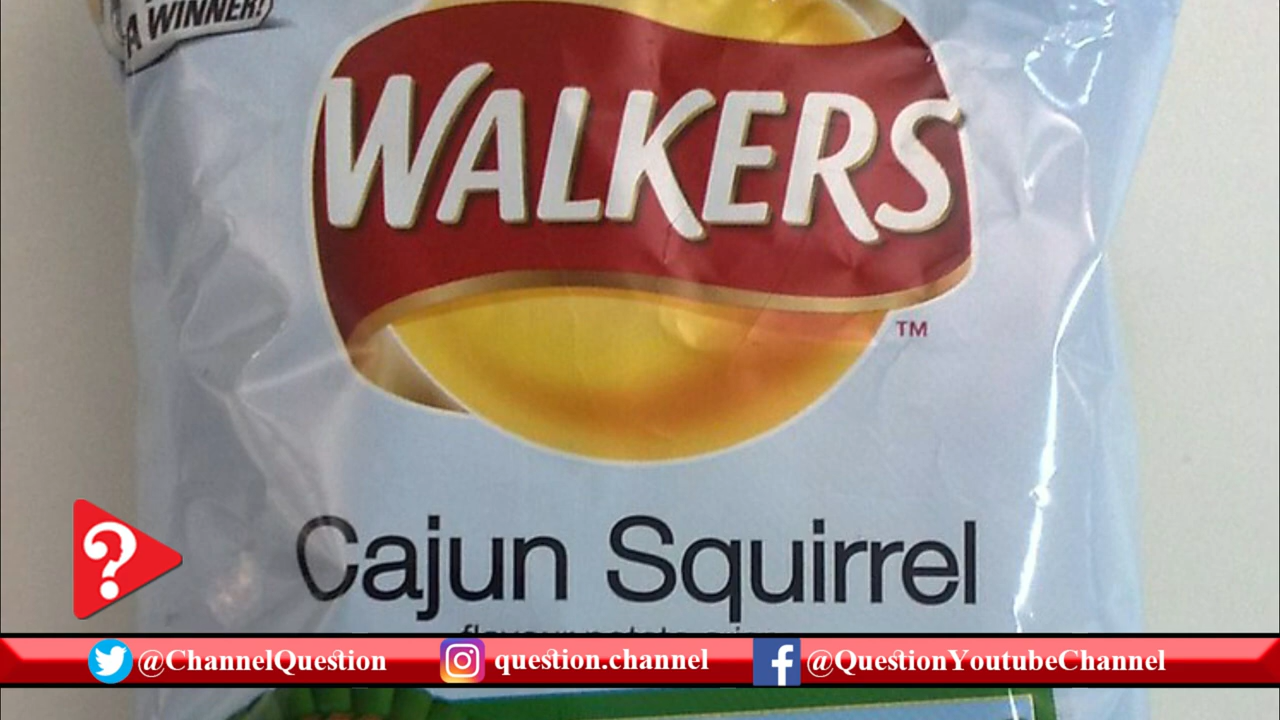 A WINNER!
WALKERS
TM
Cajun Squirrel
flavour potato crisps
?
@ChannelQuestion
question.channel
@QuestionYoutubeChannel